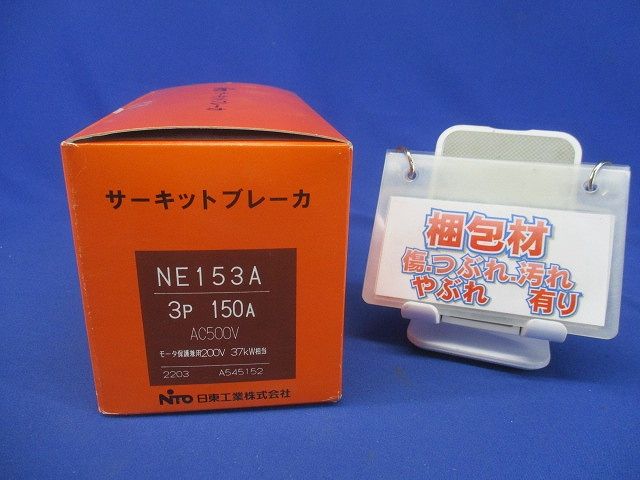 サーキットブレーカ
NE153A
3P 150A
AC500V
モータ保護兼用200V 37kW相当
2203 A545152
NITO 日東工業株式会社
梱包材
傷.つぶれ.汚れ
やぶれ 有り